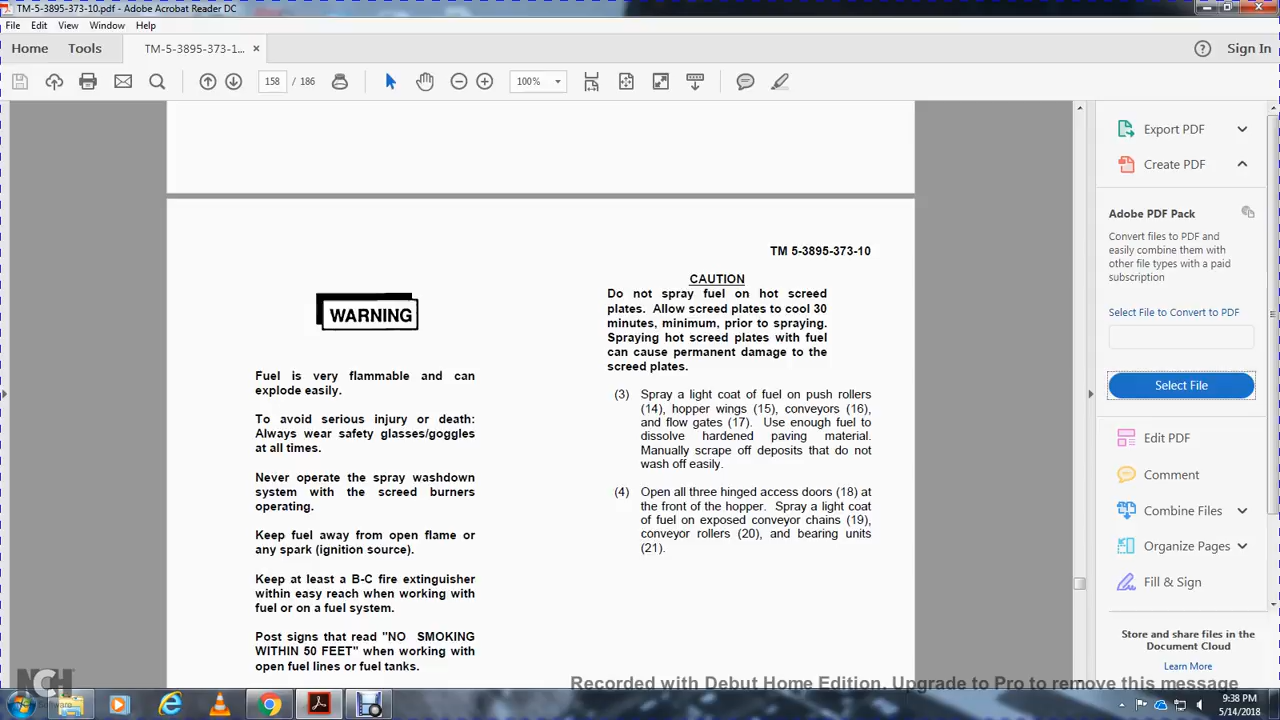 TM-5-3895-373-10.pdf - Adobe Acrobat Reader DC
File Edit View Window Help
Home Tools TM-5-3895-373-1... × Sign In
158 / 186 100%
TM 5-3895-373-10
WARNING
Fuel is very flammable and can
explode easily.
To avoid serious injury or death:
Always wear safety glasses/goggles
at all times.
Never operate the spray washdown
system with the screed burners
operating.
Keep fuel away from open flame or
any spark (ignition source).
Keep at least a B-C fire extinguisher
within easy reach when working with
fuel or on a fuel system.
Post signs that read "NO SMOKING
WITHIN 50 FEET" when working with
open fuel lines or fuel tanks.
CAUTION
Do not spray fuel on hot screed
plates. Allow screed plates to cool 30
minutes, minimum, prior to spraying.
Spraying hot screed plates with fuel
can cause permanent damage to the
screed plates.
(3) Spray a light coat of fuel on push rollers
(14), hopper wings (15), conveyors (16),
and flow gates (17). Use enough fuel to
dissolve hardened paving material.
Manually scrape off deposits that do not
wash off easily.
(4) Open all three hinged access doors (18) at
the front of the hopper. Spray a light coat
of fuel on exposed conveyor chains (19),
conveyor rollers (20), and bearing units
(21).
Export PDF
Create PDF
Adobe PDF Pack
Convert files to PDF and
easily combine them with
other file types with a paid
subscription
Select File to Convert to PDF
Select File
Edit PDF
Comment
Combine Files
Organize Pages
Fill & Sign
Store and share files in the
Document Cloud
Learn More
NCH
Recorded with Debut Home Edition. Upgrade to Pro to remove this message
9:38 PM
5/14/2018